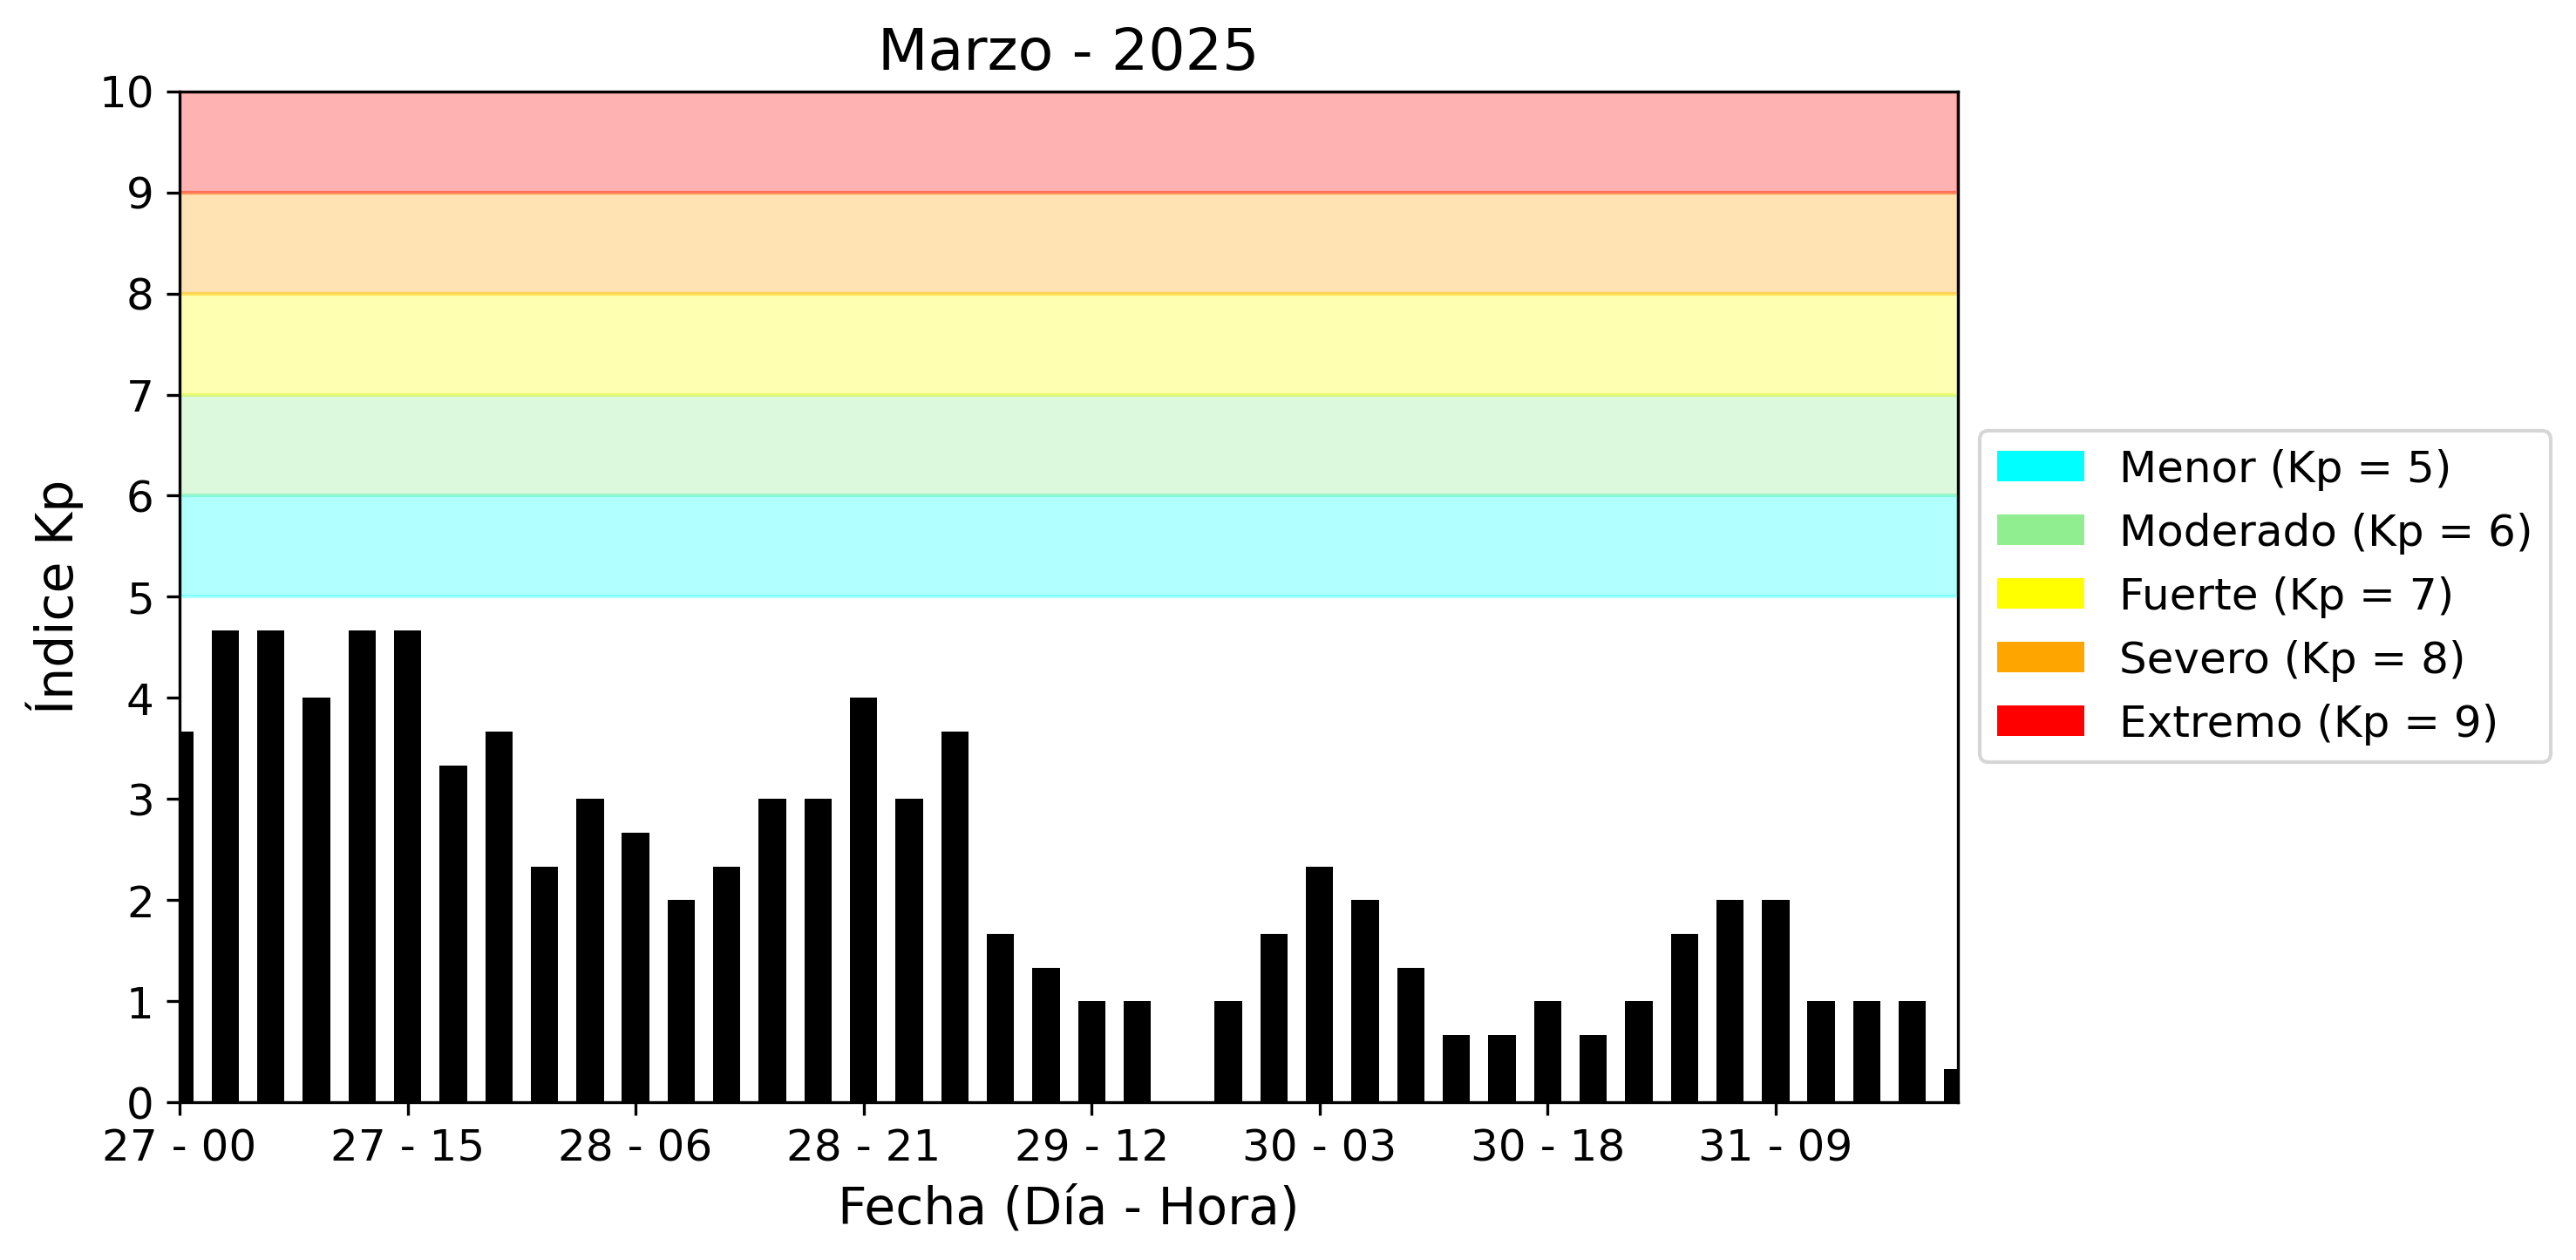 Marzo - 2025
10
9
8
7
6
5
4
3
2
1
0
Índice Kp
27 - 00
27 - 15
28 - 06
28 - 21
29 - 12
30 - 03
30 - 18
31 - 09
Fecha (Día - Hora)
Menor (Kp = 5)
Moderado (Kp = 6)
Fuerte (Kp = 7)
Severo (Kp = 8)
Extremo (Kp = 9)